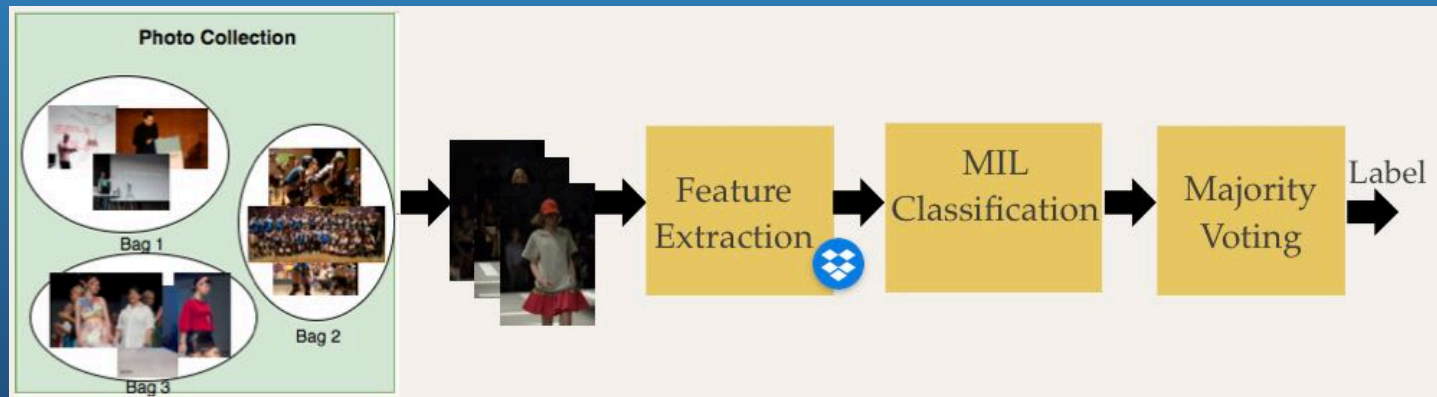 Photo Collection
Bag 1
Bag 2
Bag 3
Feature
Extraction
MIL
Classification
Majority
Voting
Label